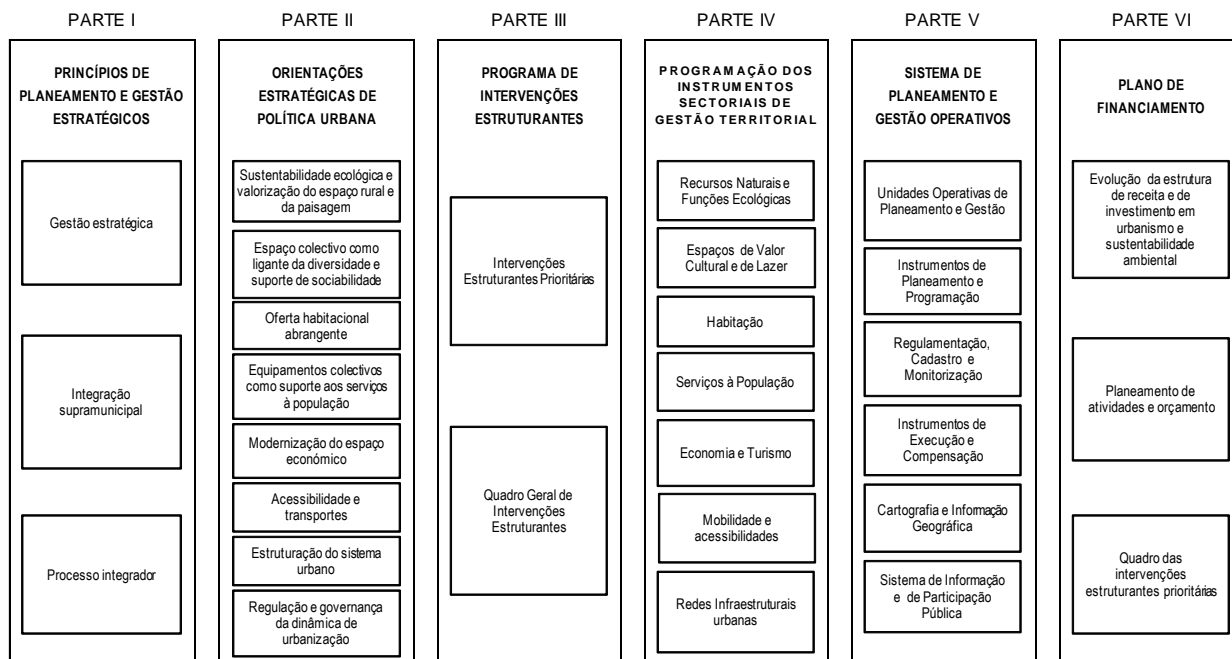 PARTE I
PRINCÍPIOS DE
PLANEAMENTO E GESTÃO
ESTRATÉGICOS
Gestão estratégica
Integração
supramunicipal
Processo integrador
PARTE II
ORIENTAÇÕES
ESTRATÉGICAS DE
POLÍTICA URBANA
Sustentabilidade ecológica e
valorização do espaço rural e
da paisagem
Espaço colectivo como
ligante da diversidade e
suporte de sociabilidade
Oferta habitacional
abrangente
Equipamentos colectivos
como suporte aos serviços
à população
Modernização do espaço
económico
Acessibilidade e
transportes
Estruturação do sistema
urbano
Regulação e governança
da dinâmica de
urbanização
PARTE III
PROGRAMA DE
INTERVENÇÕES
ESTRUTURANTES
Intervenções
Estruturantes Prioritárias
Quadro Geral de
Intervenções
Estruturantes
PARTE IV
PROGRAMAÇÃO DOS
INSTRUMENTOS
SECTORIAIS DE
GESTÃO TERRITORIAL
Recursos Naturais e
Funções Ecológicas
Espaços de Valor
Cultural e de Lazer
Habitação
Serviços à População
Economia e Turismo
Mobilidade e
acessibilidades
Redes Infraestruturais
urbanas
PARTE V
SISTEMA DE
PLANEAMENTO E
GESTÃO OPERATIVOS
Unidades Operativas de
Planeamento e Gestão
Instrumentos de
Planeamento e
Programação
Regulamentação,
Cadastro e
Monitorização
Instrumentos de
Execução e
Compensação
Cartografia e Informação
Geográfica
Sistema de Informação
e de Participação
Pública
PARTE VI
PLANO DE
FINANCIAMENTO
Evolução da estrutura
de receita e de
investimento em
urbanismo e
sustentabilidade
ambiental
Planeamento de
atividades e orçamento
Quadro das
intervenções
estruturantes prioritárias